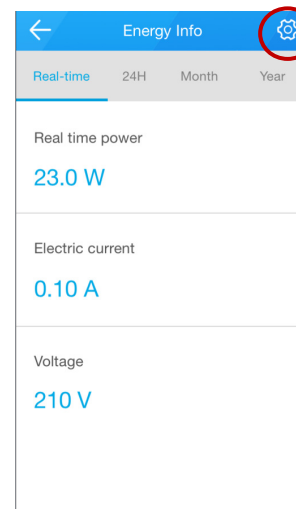 Energy Info
Real-time 24H Month Year
Real time power
23.0 W
Electric current
0.10 A
Voltage
210 V